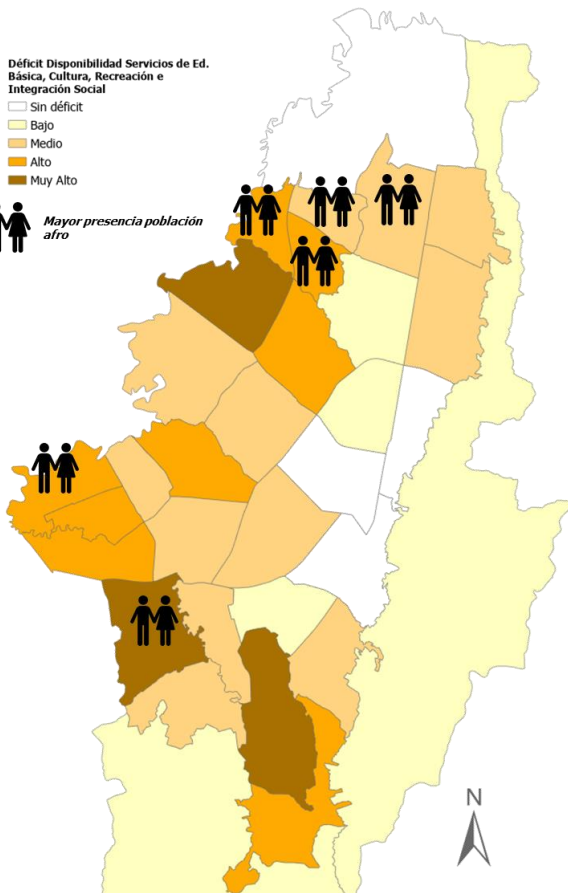 Déficit Disponibilidad Servicios de Ed.
Básica, Cultura, Recreación e
Integración Social
Sin déficit
Bajo
Medio
Alto
Muy Alto
Mayor presencia población
afro
N